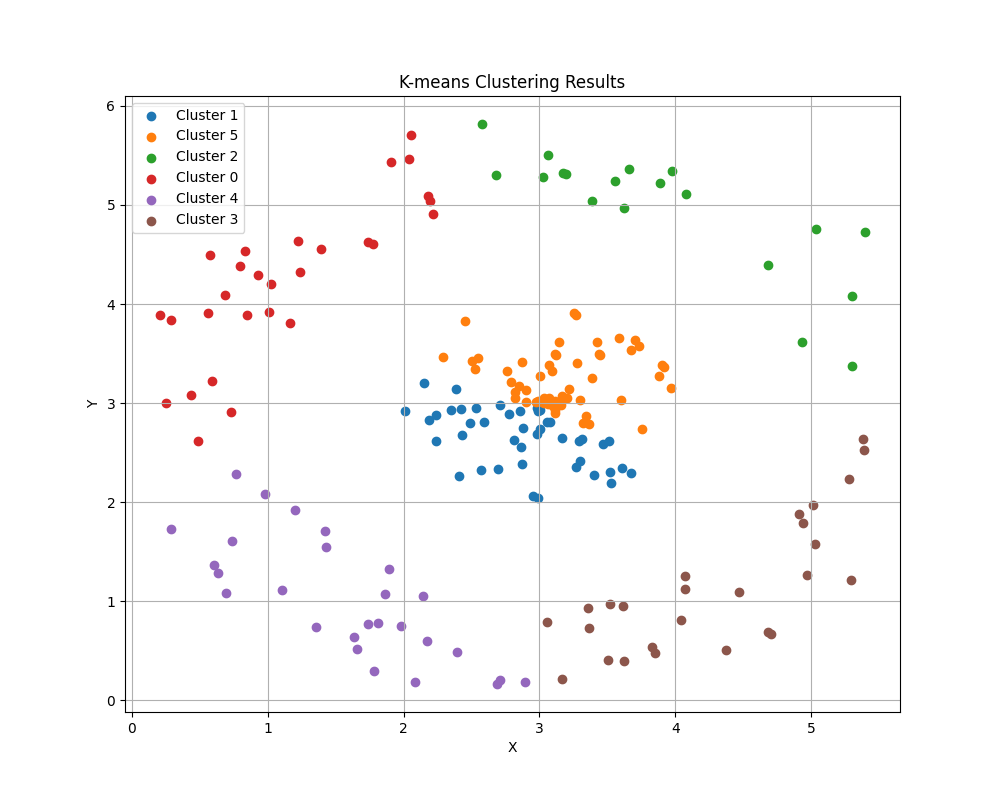 K-means Clustering Results
Cluster 1
Cluster 5
Cluster 2
Cluster 0
Cluster 4
Cluster 3
6
5
4
3
2
1
0
Y
0 1 2 3 4 5
X